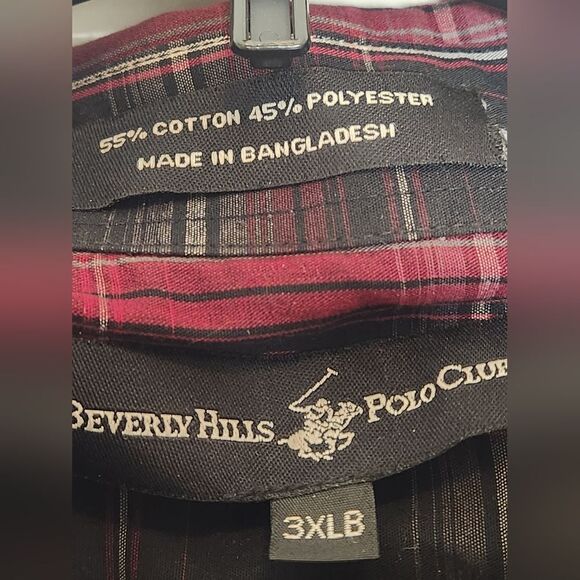 55% COTTON 45% POLYESTER
MADE IN BANGLADESH
BEVERLY HILLS POLO CLUB
3XLB